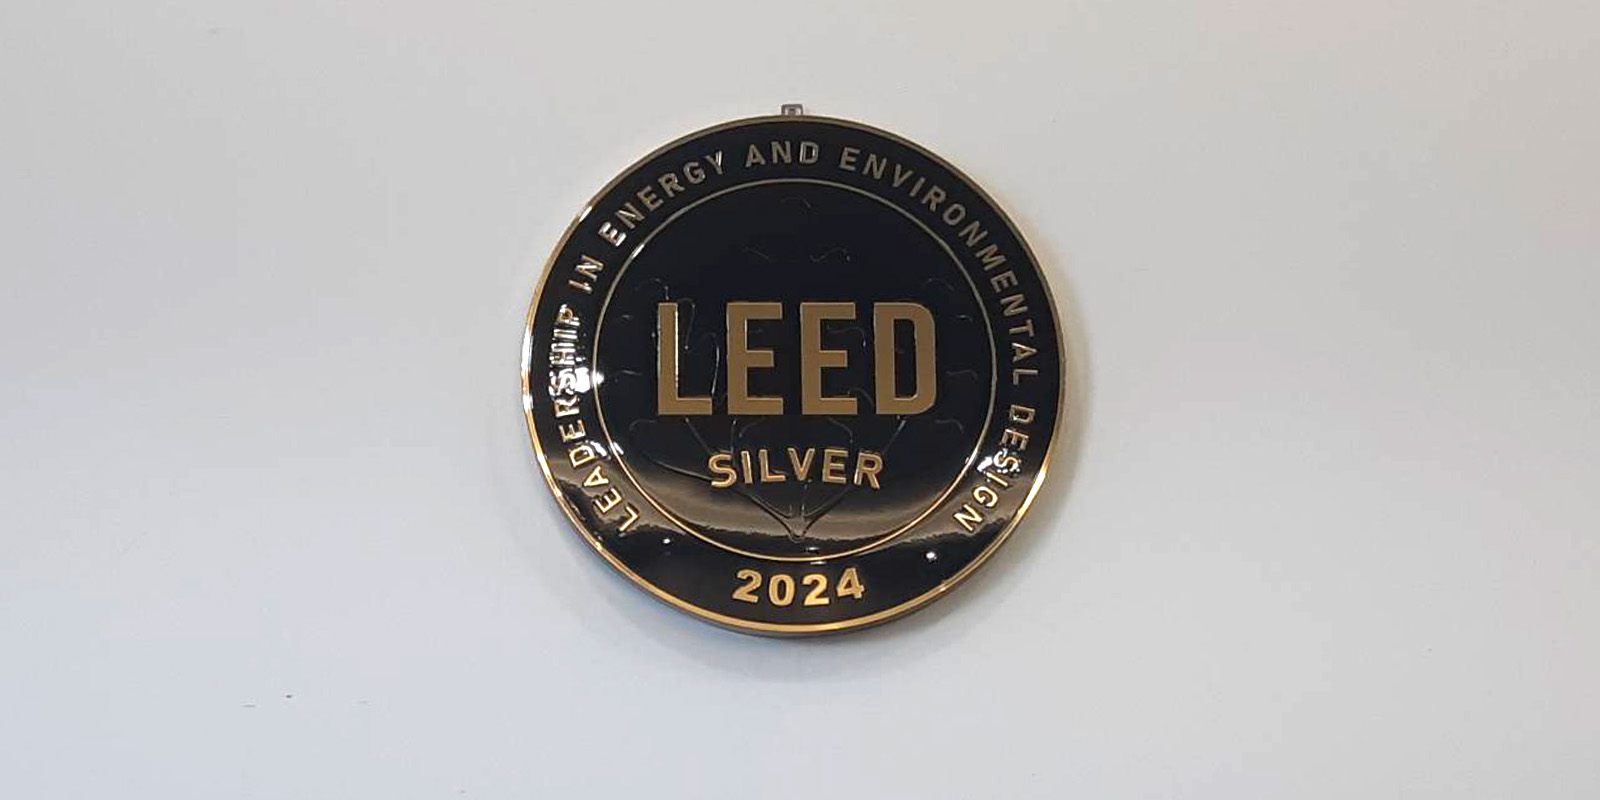 LEADERSHIP IN ENERGY AND ENVIRONMENTAL DESIGN
LEED
SILVER
2024